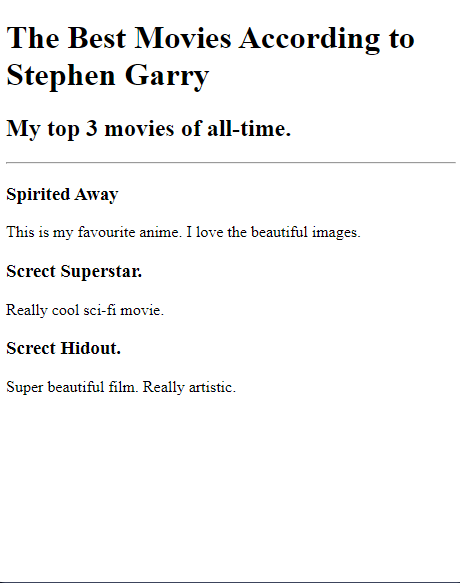 The Best Movies According to
Stephen Garry
My top 3 movies of all-time.
Spirited Away
This is my favourite anime. I love the beautiful images.
Screct Superstar.
Really cool sci-fi movie.
Screct Hidout.
Super beautiful film. Really artistic.